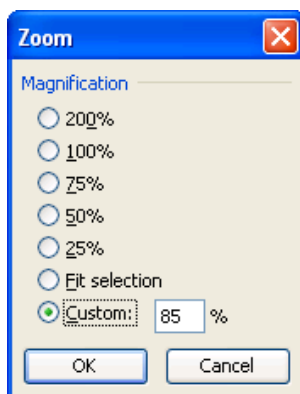 Zoom
Magnification
200%
100%
75%
50%
25%
Fit selection
Custom: 85 %
OK Cancel